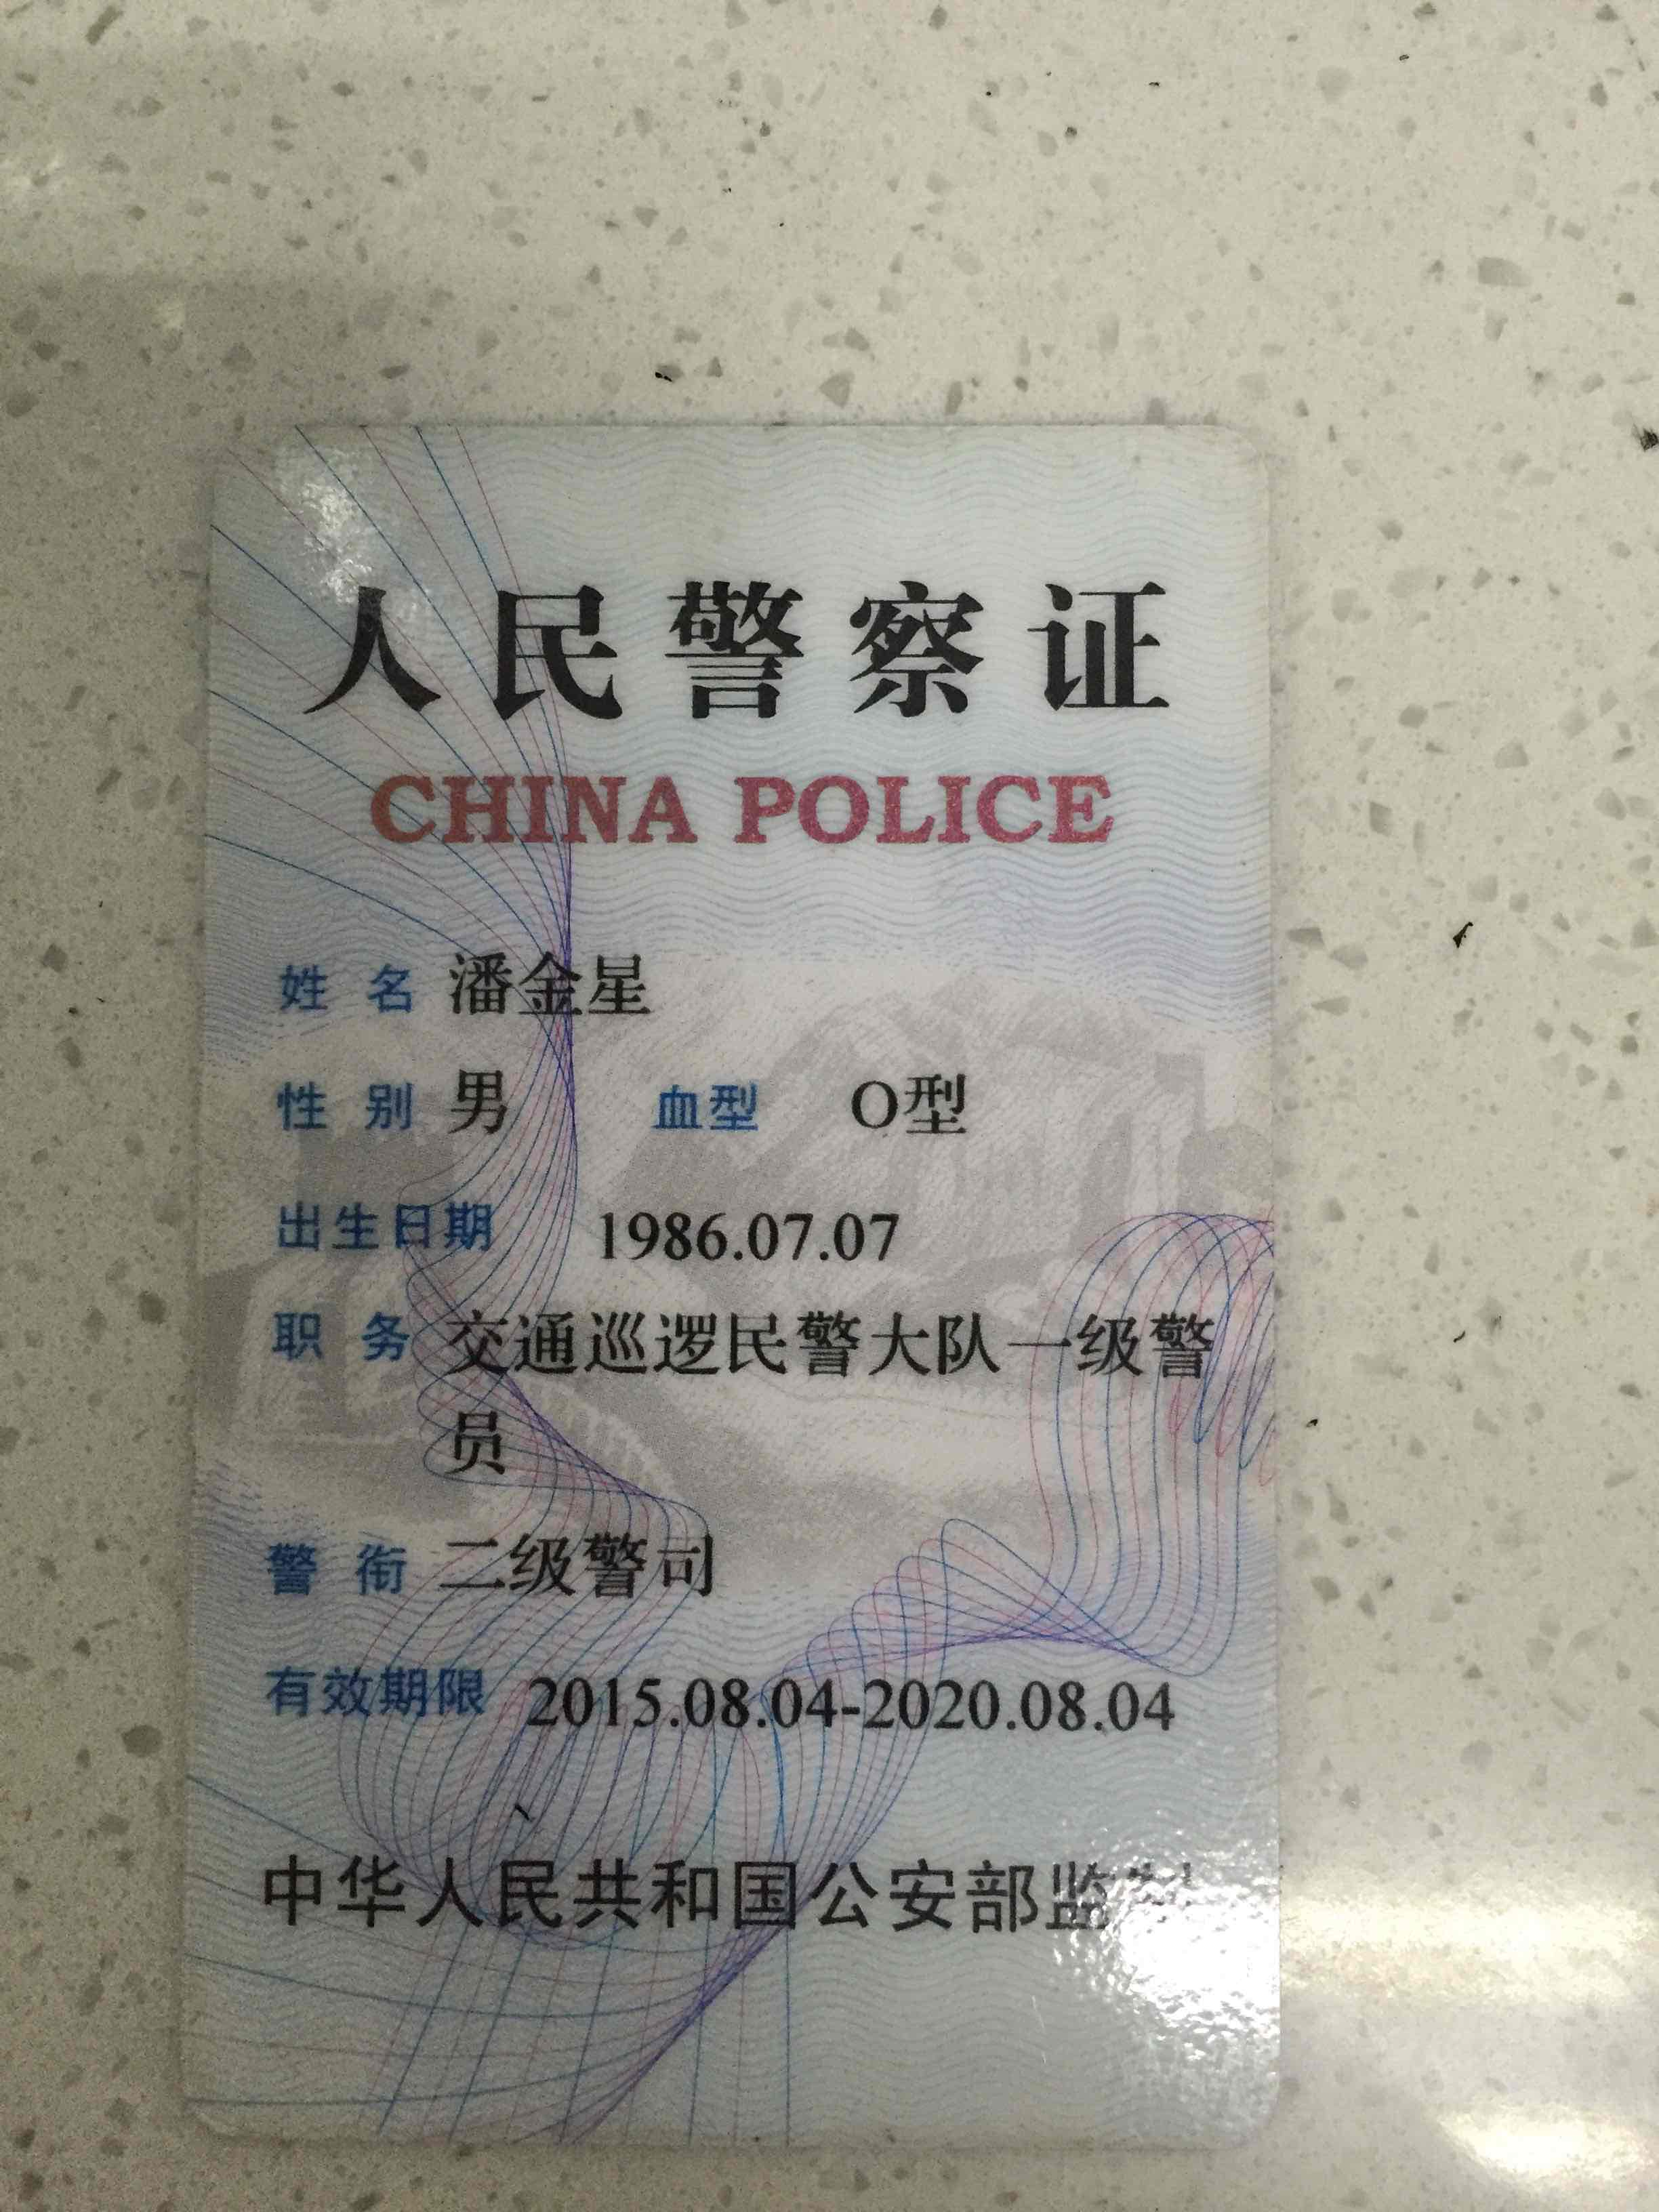 人民警察证
CHINA POLICE
姓名 潘金星
性别 男 血型 O型
出生日期 1986.07.07
职务 交通巡逻民警大队一级警
员
警衔 二级警司
有效期限 2015.08.04-2020.08.04
中华人民共和国公安部监制